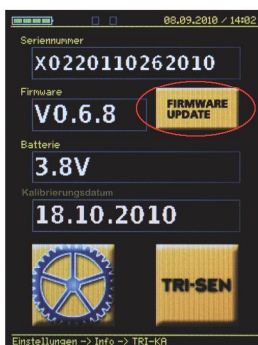 08.09.2010 / 14:02
Seriennummer
X0220110262010
Firmware
V0.6.8
FIRMWARE
UPDATE
Batterie
3.8V
Kalibrierungsdatum
18.10.2010
TRI-SEN
Einstellungen -> Info -> TRI-KA